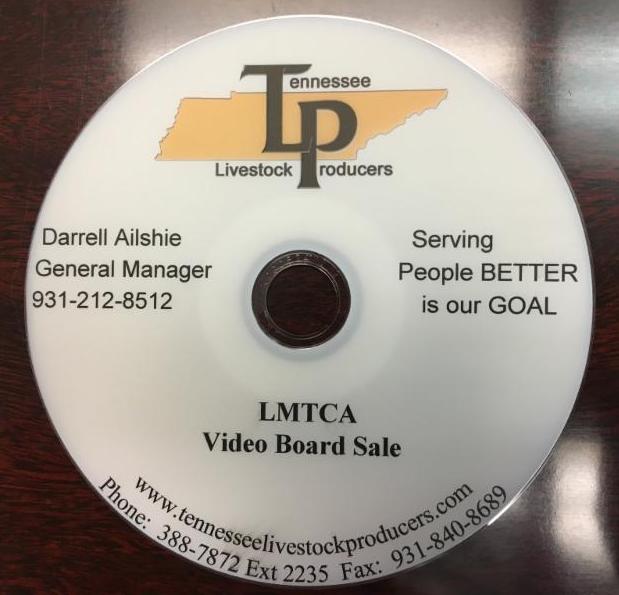 Tennessee
Livestock Producers
Darrell Ailshie
General Manager
931-212-8512
Serving
People BETTER
is our GOAL
LMTCA
Video Board Sale
www.tennesseelivestockproducers.com
Phone: 388-7872 Ext 2235 Fax: 931-840-8689